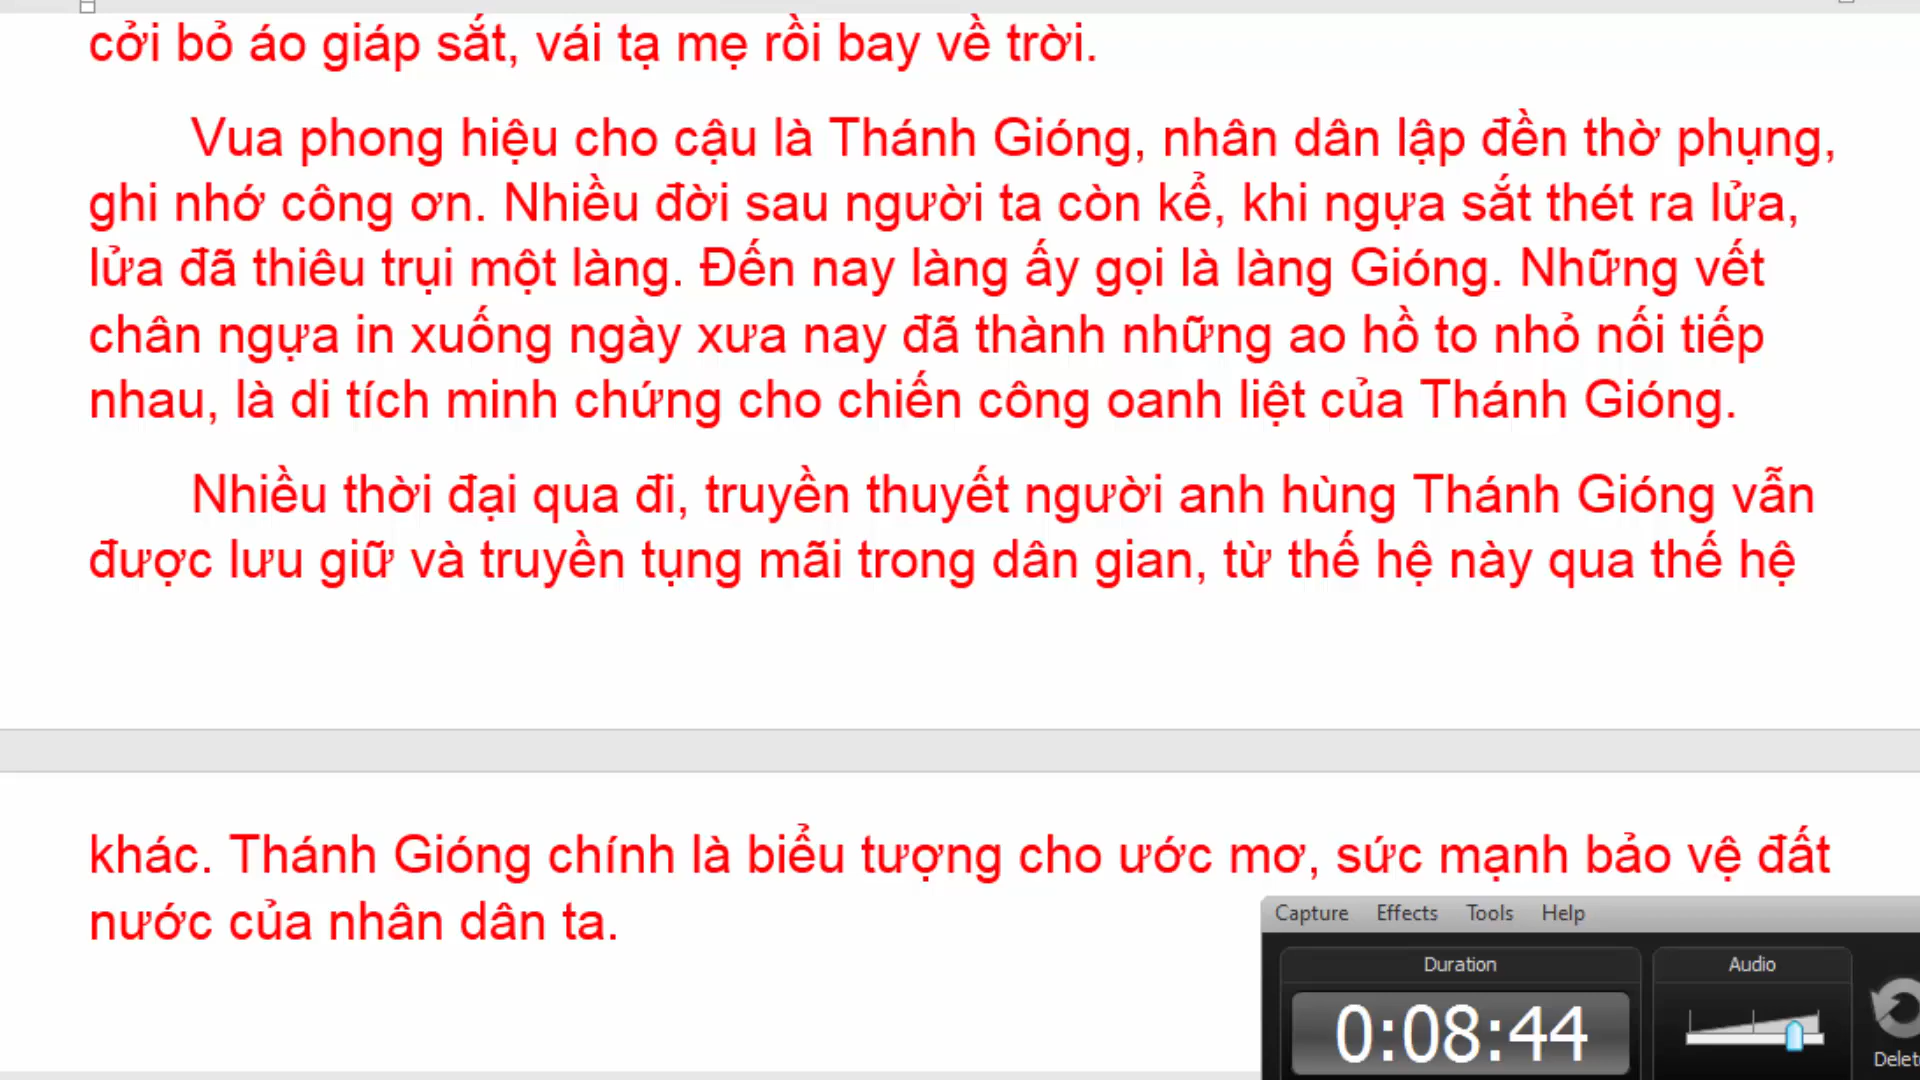 cởi bỏ áo giáp sắt, vái tạ mẹ rồi bay về trời.
Vua phong hiệu cho cậu là Thánh Gióng, nhân dân lập đền thờ phụng,
ghi nhớ công ơn. Nhiều đời sau người ta còn kể, khi ngựa sắt thét ra lửa,
lửa đã thiêu trụi một làng. Đến nay làng ấy gọi là làng Gióng. Những vết
chân ngựa in xuống ngày xưa nay đã thành những ao hồ to nhỏ nối tiếp
nhau, là di tích minh chứng cho chiến công oanh liệt của Thánh Gióng.
Nhiều thời đại qua đi, truyền thuyết người anh hùng Thánh Gióng vẫn
được lưu giữ và truyền tụng mãi trong dân gian, từ thế hệ này qua thế hệ
khác. Thánh Gióng chính là biểu tượng cho ước mơ, sức mạnh bảo vệ đất
nước của nhân dân ta.
Capture Effects Tools Help
Duration Audio
0:08:44
Delet